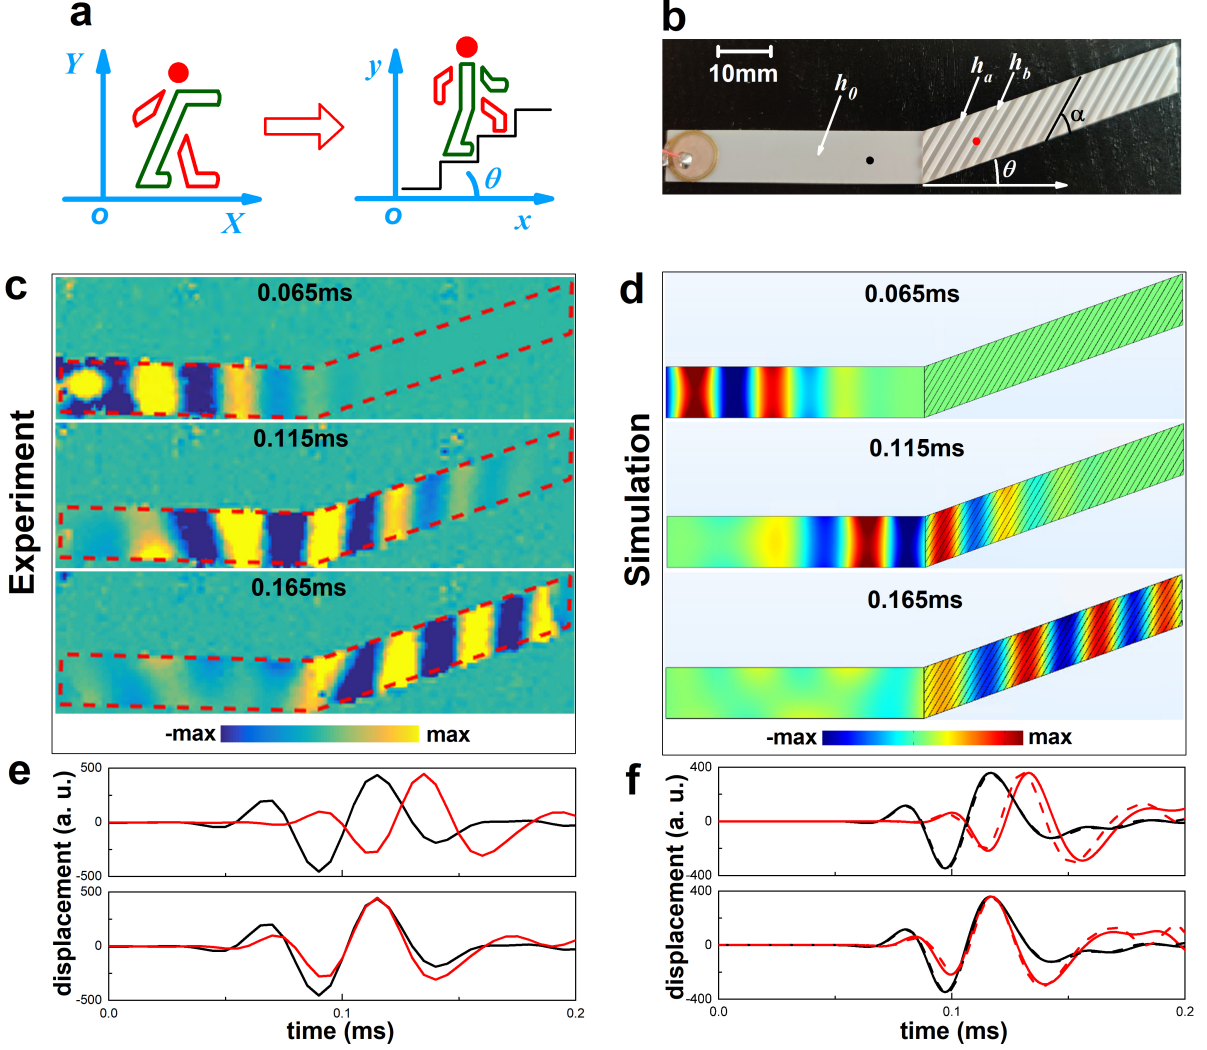 a
Y
o
X
y
θ
o
x
b
10mm
h0
ha
hb
α
θ
c
Experiment
0.065ms
0.115ms
0.165ms
-max
max
d
Simulation
0.065ms
0.115ms
0.165ms
-max
max
e
displacement (a. u.)
500
0
-500
500
0
-500
0.0
0.1
0.2
time (ms)
f
displacement (a. u.)
400
0
-400
400
0
-400
0.0
0.1
0.2
time (ms)